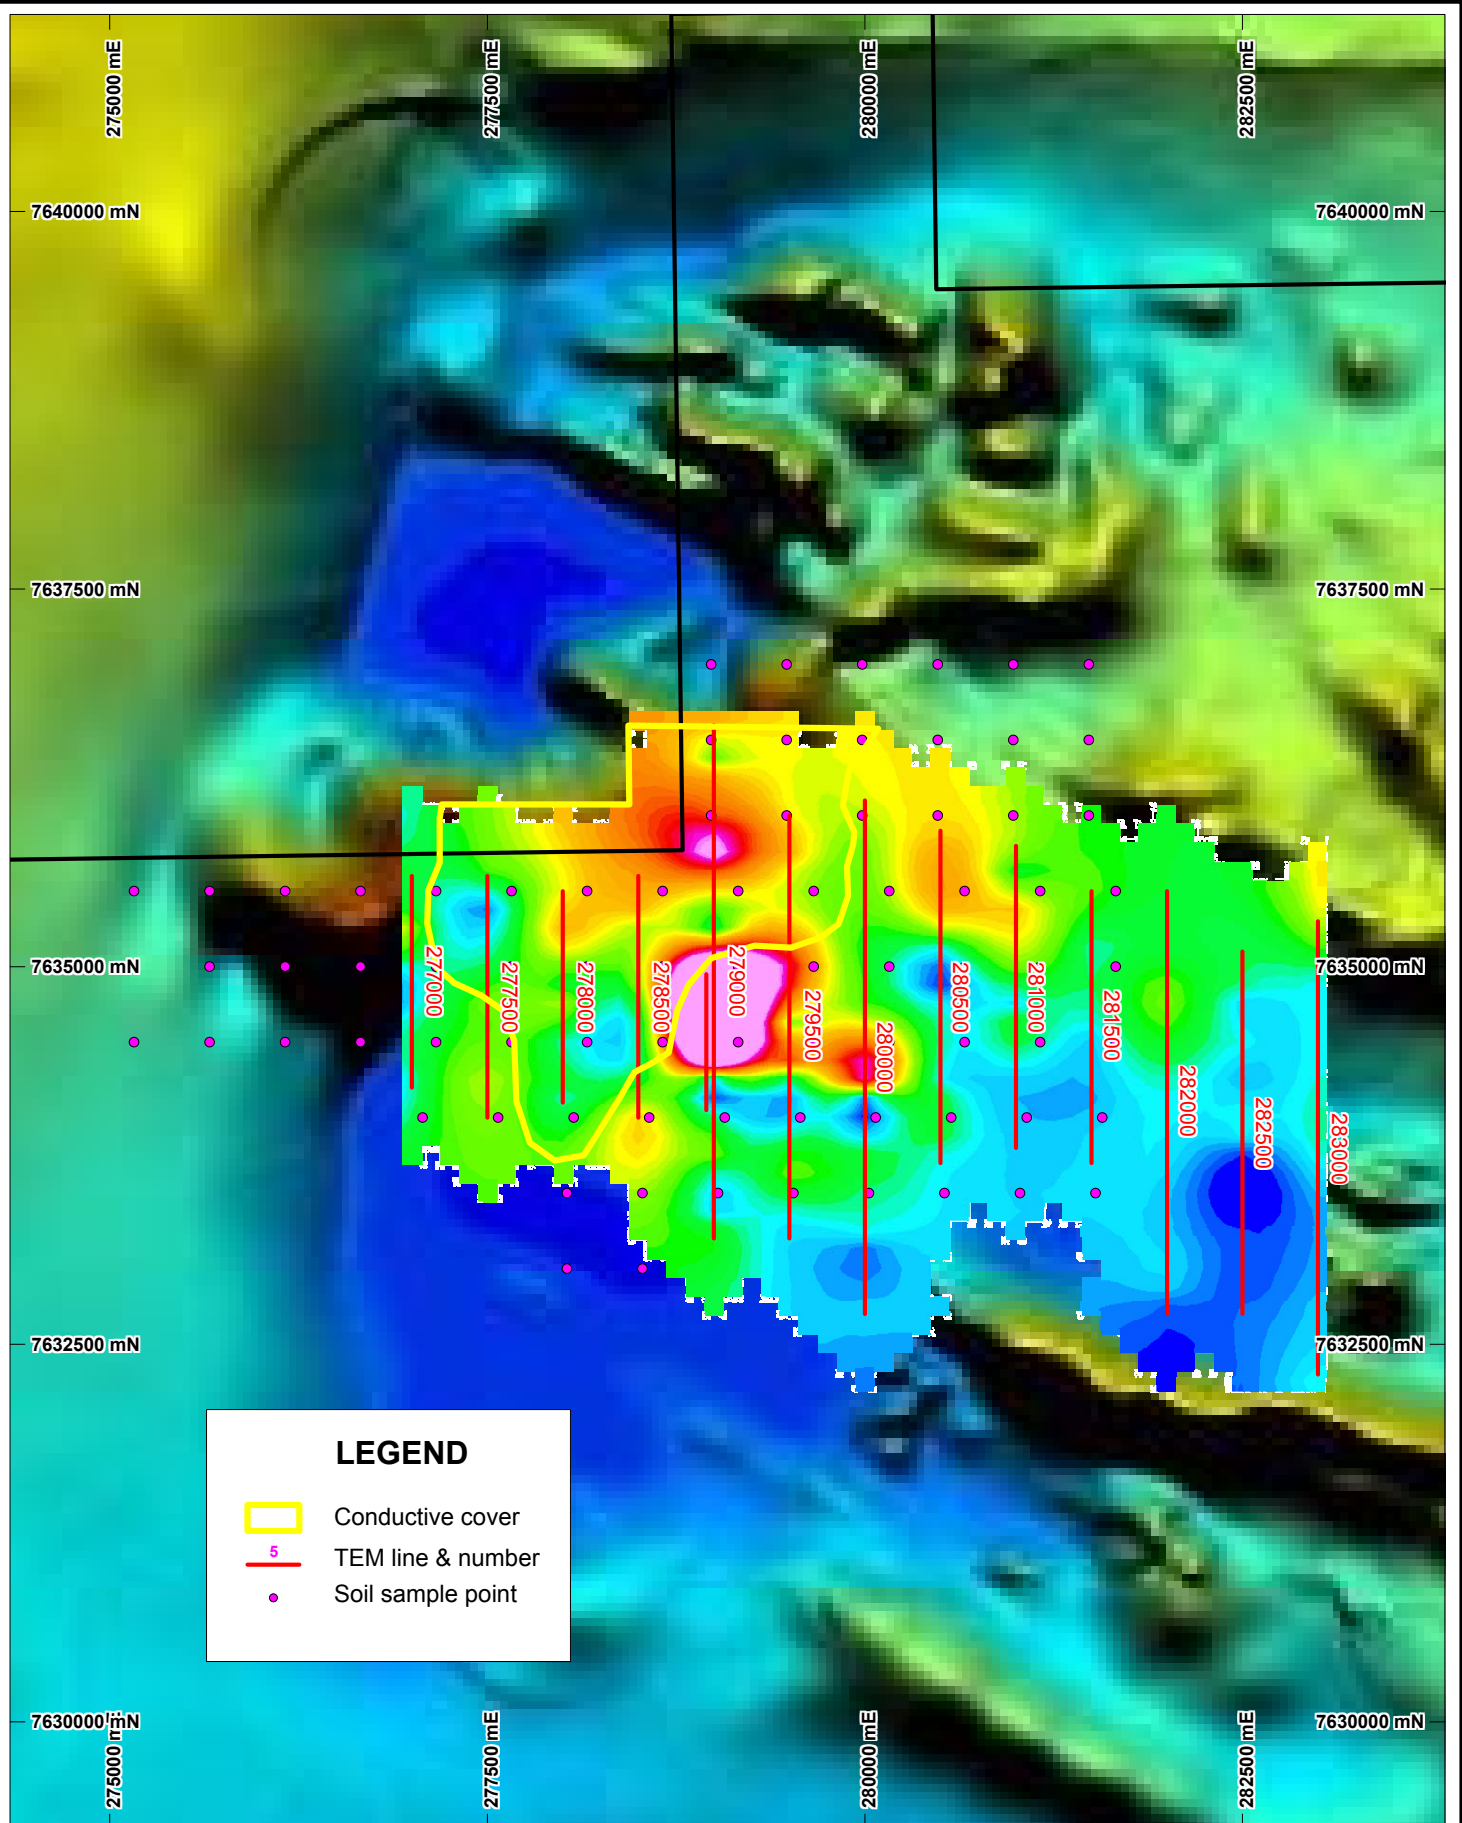 275000 mE
277500 mE
280000 mE
282500 mE
7640000 mN
7640000 mN
7637500 mN
7637500 mN
7635000 mN
7635000 mN
277000
277500
278000
278500
279000
279500
280000
280500
281000
281500
282000
282500
283000
7632500 mN
7632500 mN
LEGEND
Conductive cover
5
TEM line & number
Soil sample point
7630000 mN
7630000 mN
275000 mE
277500 mE
280000 mE
282500 mE